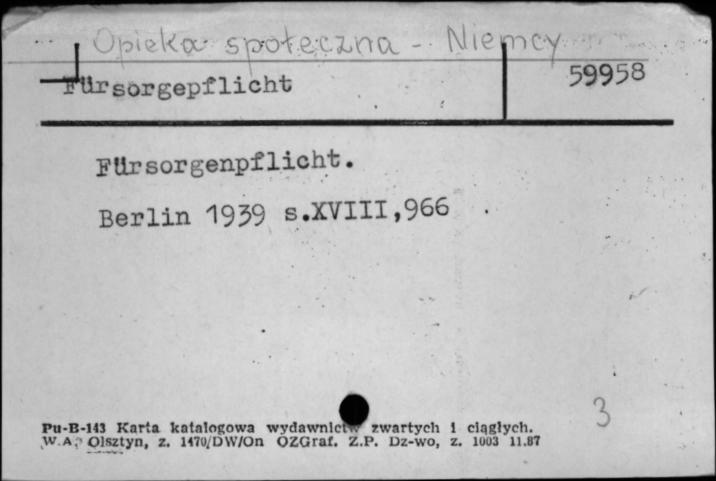 Opieka społeczna - Niemcy
Fürsorgepflicht 59958
Fürsorgenpflicht.
Berlin 1939 s.XVIII,966
3
Pu-B-143 Karta katalogowa wydawnictw zwartych i ciągłych.
W.A. Olsztyn, z. 1470/DW/On OZGraf. Z.P. Dz-wo, z. 1003 11.87